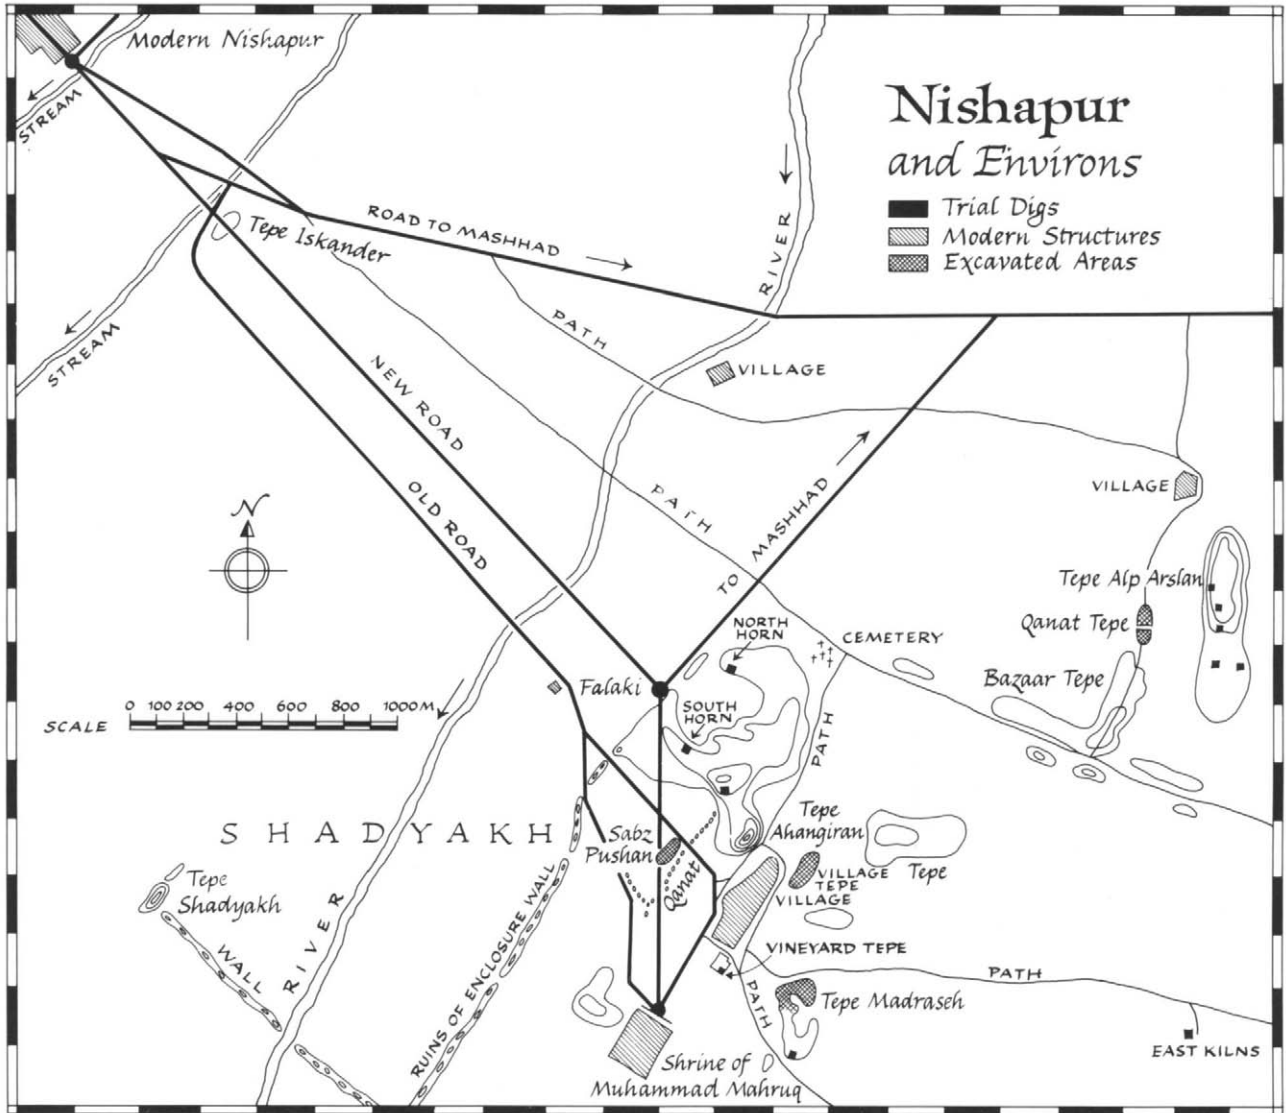 Modern Nishapur
STREAM
Nishapur
and Environs
Trial Digs
Modern Structures
Excavated Areas
Tepe Iskander
ROAD TO MASHHAD
RIVER
PATH
STREAM
NEW ROAD
VILLAGE
OLD ROAD
PATH
TO MASHHAD
VILLAGE
N
Tepe Alp Arslan
Qanat Tepe
NORTH
HORN
CEMETERY
Bazaar Tepe
Falaki
SOUTH
HORN
SCALE
0 100 200 400 600 800 1000 M
PATH
SHADYAKH
Sabz
Pushan
Qanat
Tepe
Ahangiran
VILLAGE
TEPE
Tepe
VILLAGE
Tepe
Shadyakh
WALL
RIVER
RUINS OF ENCLOSURE WALL
VINEYARD TEPE
PATH
PATH
Tepe Madraseh
EAST KILNS
Shrine of
Muhammad Mahruq